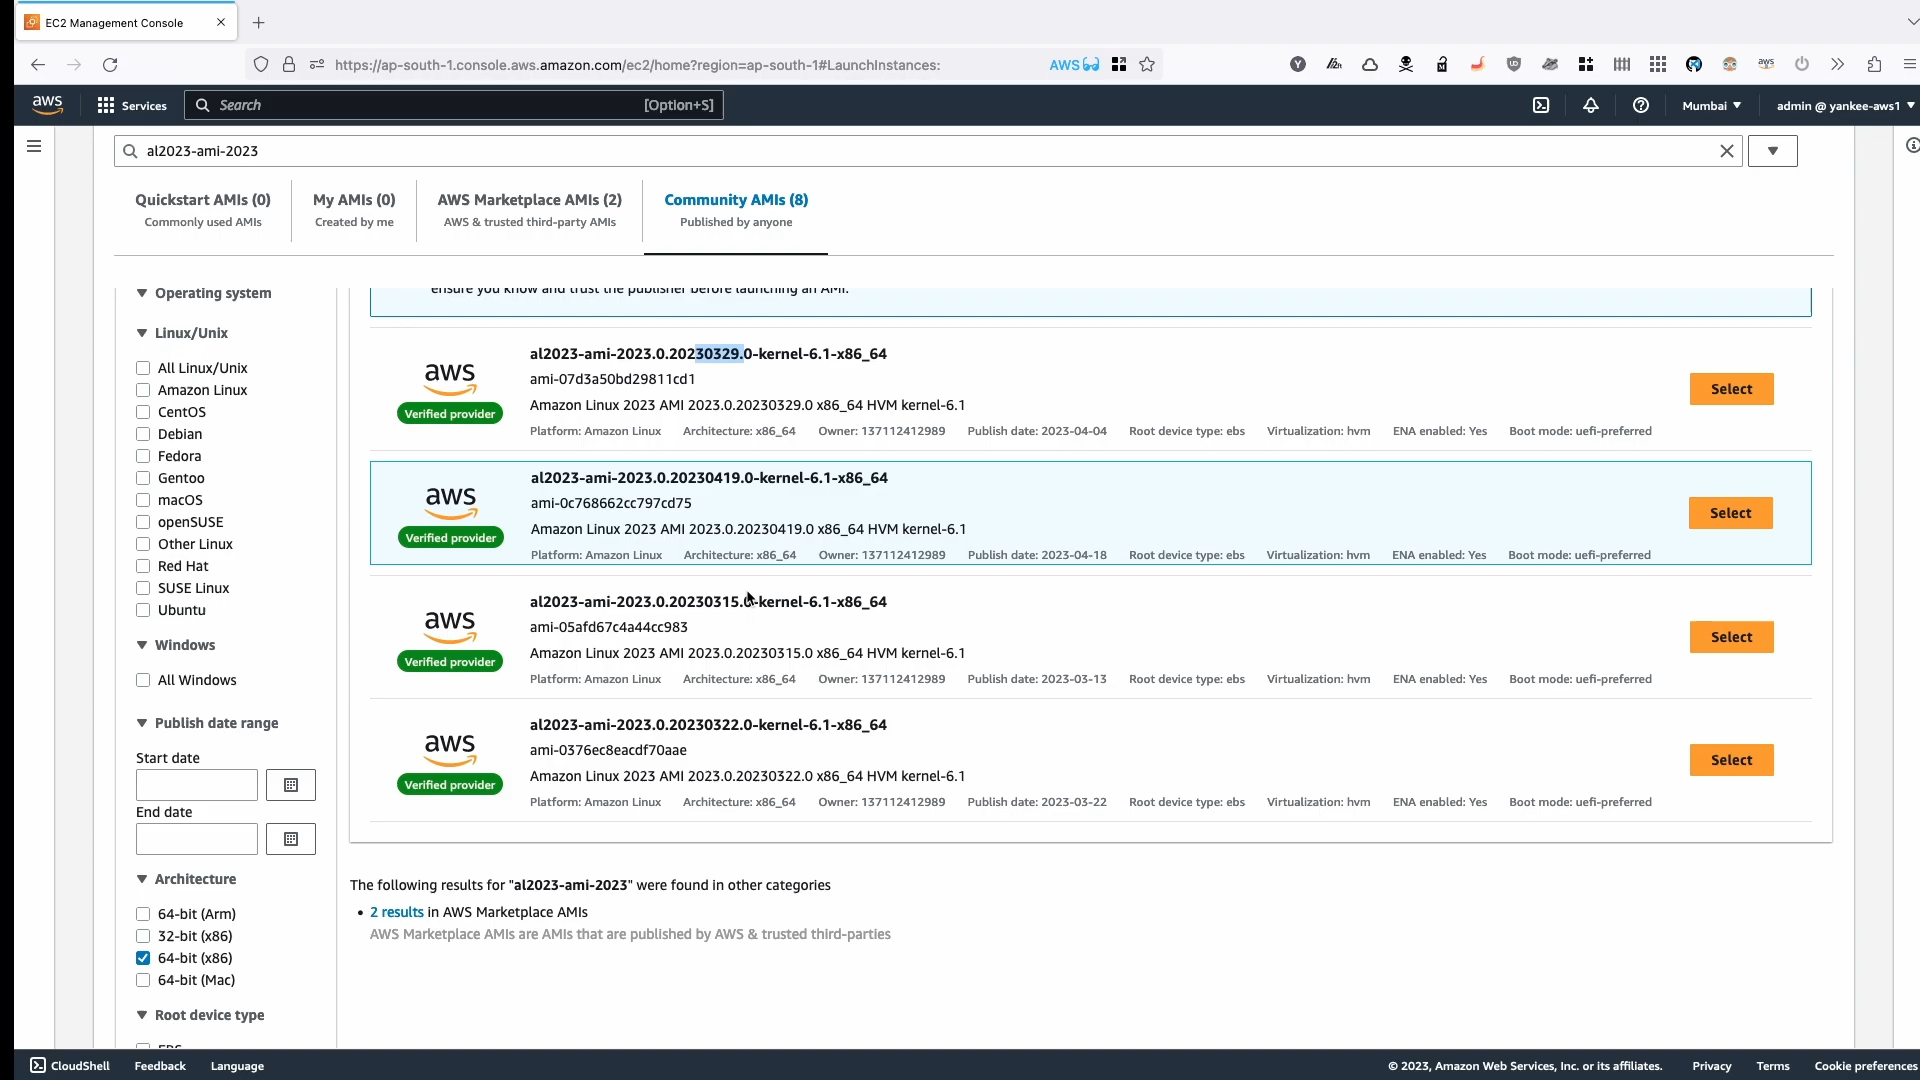 EC2 Management Console
https://ap-south-1.console.aws.amazon.com/ec2/home?region=ap-south-1#LaunchInstances:
AWS
aws
Services
Search
[Option+S]
Mumbai
admin @ yankee-aws1
al2023-ami-2023
Quickstart AMIs (0)
Commonly used AMIs
My AMIs (0)
Created by me
AWS Marketplace AMIs (2)
AWS & trusted third-party AMIs
Community AMIs (8)
Published by anyone
Operating system
Linux/Unix
All Linux/Unix
Amazon Linux
CentOS
Debian
Fedora
Gentoo
macOS
openSUSE
Other Linux
Red Hat
SUSE Linux
Ubuntu
Windows
All Windows
Publish date range
Start date
End date
Architecture
64-bit (Arm)
32-bit (x86)
64-bit (x86)
64-bit (Mac)
Root device type
ensure you know and trust the publisher before launching an AMI.
aws
Verified provider
al2023-ami-2023.0.20230329.0-kernel-6.1-x86_64
ami-07d3a50bd29811cd1
Amazon Linux 2023 AMI 2023.0.20230329.0 x86_64 HVM kernel-6.1
Platform: Amazon Linux Architecture: x86_64 Owner: 137112412989 Publish date: 2023-04-04 Root device type: ebs Virtualization: hvm ENA enabled: Yes Boot mode: uefi-preferred
Select
aws
Verified provider
al2023-ami-2023.0.20230419.0-kernel-6.1-x86_64
ami-0c768662cc797cd75
Amazon Linux 2023 AMI 2023.0.20230419.0 x86_64 HVM kernel-6.1
Platform: Amazon Linux Architecture: x86_64 Owner: 137112412989 Publish date: 2023-04-18 Root device type: ebs Virtualization: hvm ENA enabled: Yes Boot mode: uefi-preferred
Select
aws
Verified provider
al2023-ami-2023.0.20230315.0-kernel-6.1-x86_64
ami-05afd67c4a44cc983
Amazon Linux 2023 AMI 2023.0.20230315.0 x86_64 HVM kernel-6.1
Platform: Amazon Linux Architecture: x86_64 Owner: 137112412989 Publish date: 2023-03-13 Root device type: ebs Virtualization: hvm ENA enabled: Yes Boot mode: uefi-preferred
Select
aws
Verified provider
al2023-ami-2023.0.20230322.0-kernel-6.1-x86_64
ami-0376ec8eacdf70aae
Amazon Linux 2023 AMI 2023.0.20230322.0 x86_64 HVM kernel-6.1
Platform: Amazon Linux Architecture: x86_64 Owner: 137112412989 Publish date: 2023-03-22 Root device type: ebs Virtualization: hvm ENA enabled: Yes Boot mode: uefi-preferred
Select
The following results for "al2023-ami-2023" were found in other categories
• 2 results in AWS Marketplace AMIs
AWS Marketplace AMIs are AMIs that are published by AWS & trusted third-parties
CloudShell
Feedback
Language
© 2023, Amazon Web Services, Inc. or its affiliates.
Privacy
Terms
Cookie preferences